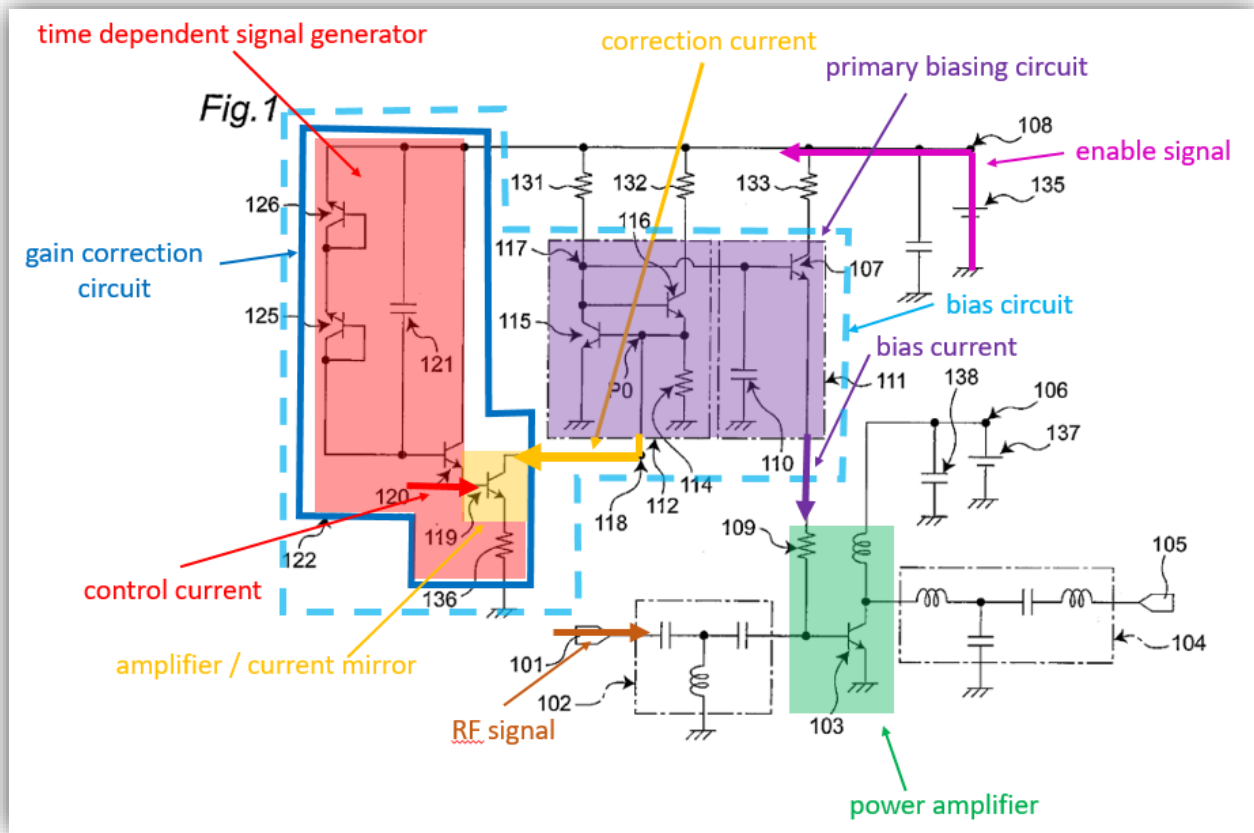 time dependent signal generator
correction current
primary biasing circuit
Fig.1
108
enable signal
131
132
133
135
126
116
117
107
gain correction
circuit
125
115
bias circuit
121
P0
bias current
111
138
106
110
137
120
114
112
118
119
109
122
control current
136
105
101
104
amplifier / current mirror
102
RF signal
103
power amplifier